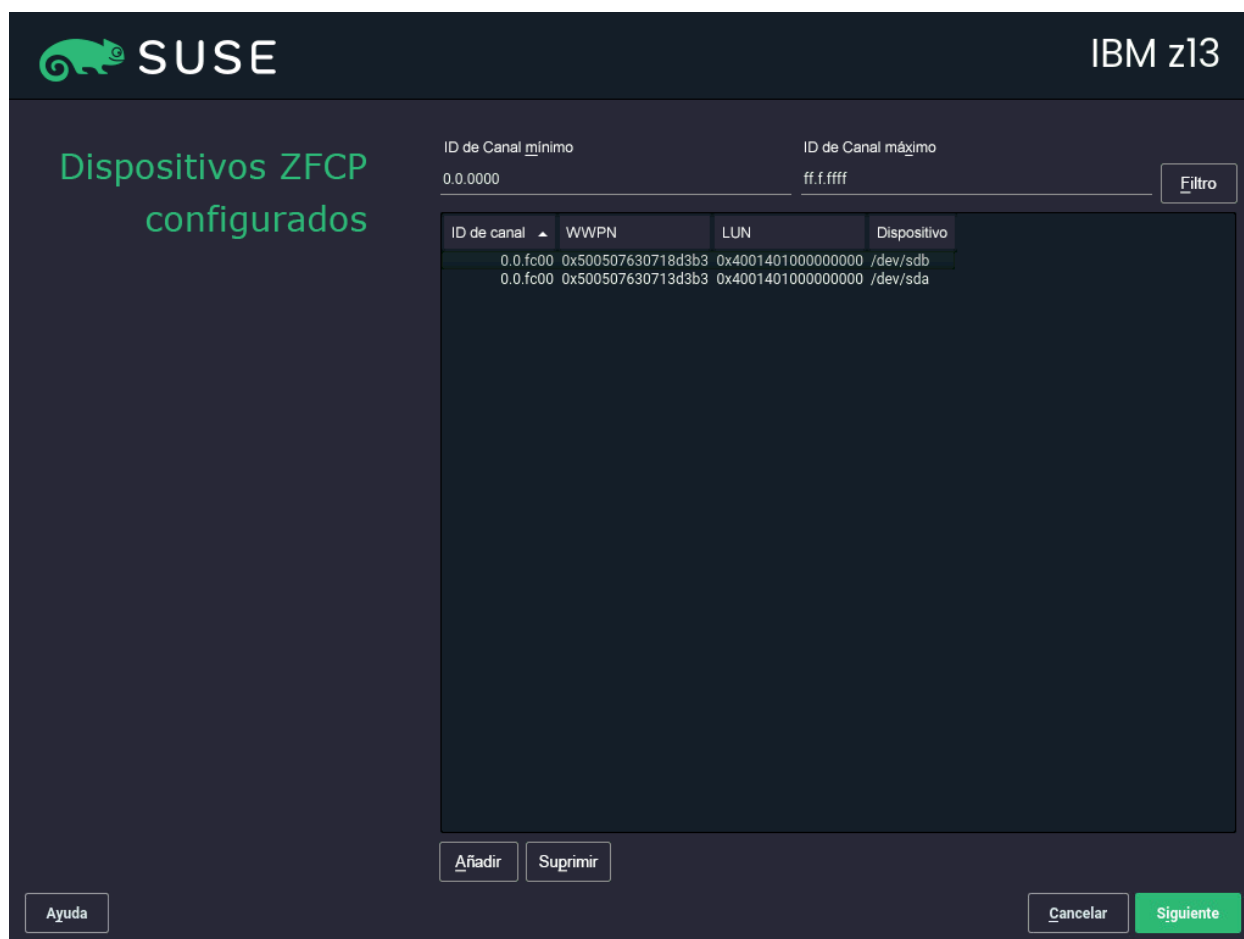 SUSE
IBM z13
Dispositivos ZFCP
configurados
ID de Canal mínimo
ID de Canal máximo
0.0.0000
ff.f.ffff
Filtro
ID de canal WWPN LUN Dispositivo
0.0.fc00 0x500507630718d3b3 0x4001401000000000 /dev/sdb
0.0.fc00 0x500507630713d3b3 0x4001401000000000 /dev/sda
Añadir
Suprimir
Ayuda
Cancelar
Siguiente